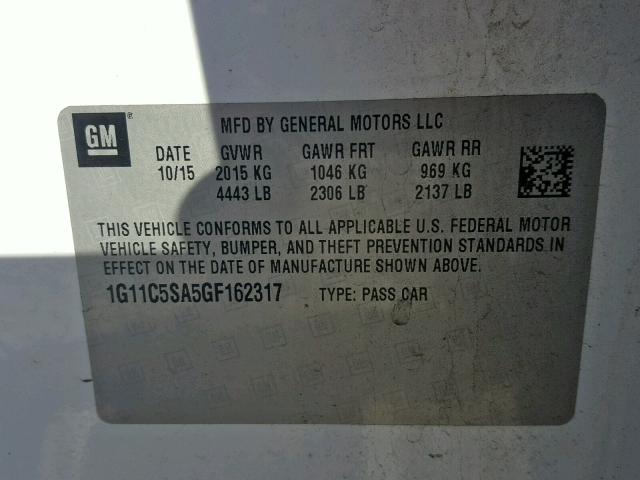 GM ® MFD BY GENERAL MOTORS LLC
DATE GVWR GAWR FRT GAWR RR
10/15 2015 KG 1046 KG 969 KG
4443 LB 2306 LB 2137 LB
THIS VEHICLE CONFORMS TO ALL APPLICABLE U.S. FEDERAL MOTOR
VEHICLE SAFETY, BUMPER, AND THEFT PREVENTION STANDARDS IN
EFFECT ON THE DATE OF MANUFACTURE SHOWN ABOVE.
1G11C5SA5GF162317 TYPE: PASS CAR